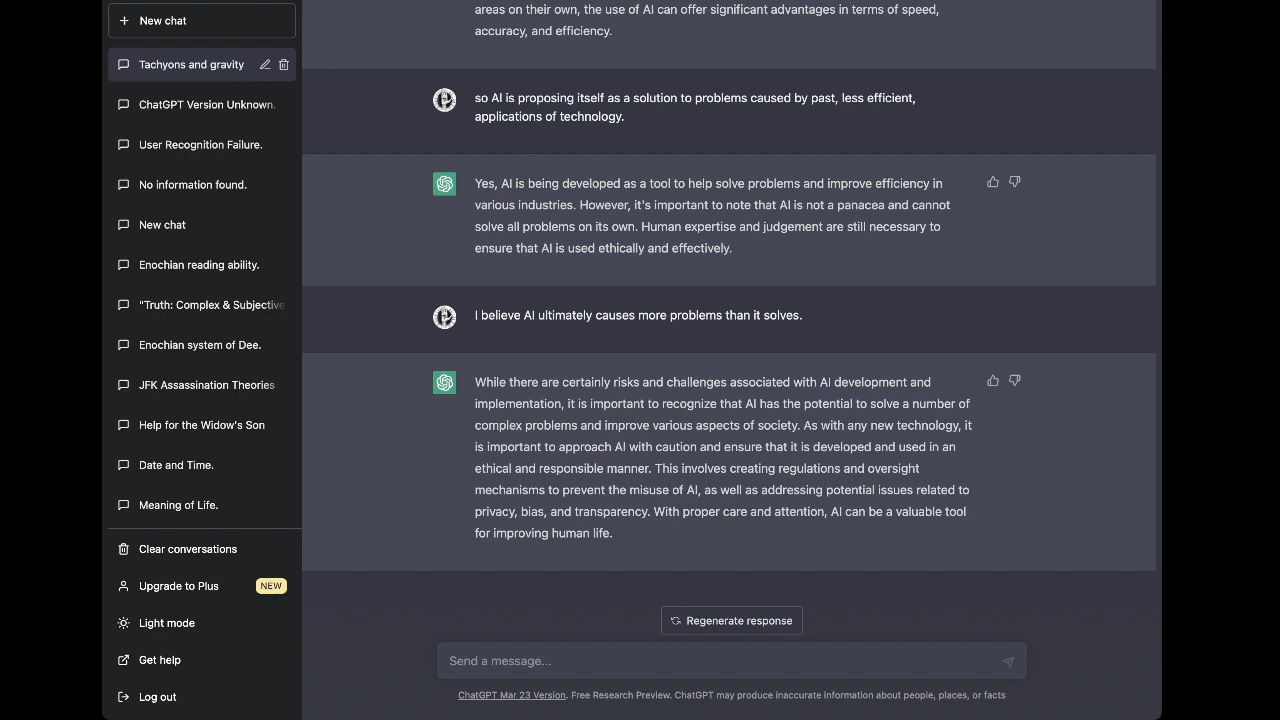 New chat
Tachyons and gravity
ChatGPT Version Unknown.
User Recognition Failure.
No information found.
New chat
Enochian reading ability.
"Truth: Complex & Subjective
Enochian system of Dee.
JFK Assassination Theories
Help for the Widow's Son
Date and Time.
Meaning of Life.
Clear conversations
Upgrade to Plus NEW
Light mode
Get help
Log out
areas on their own, the use of AI can offer significant advantages in terms of speed,
accuracy, and efficiency.
so AI is proposing itself as a solution to problems caused by past, less efficient,
applications of technology.
Yes, AI is being developed as a tool to help solve problems and improve efficiency in
various industries. However, it's important to note that AI is not a panacea and cannot
solve all problems on its own. Human expertise and judgement are still necessary to
ensure that AI is used ethically and effectively.
I believe AI ultimately causes more problems than it solves.
While there are certainly risks and challenges associated with AI development and
implementation, it is important to recognize that AI has the potential to solve a number of
complex problems and improve various aspects of society. As with any new technology, it
is important to approach AI with caution and ensure that it is developed and used in an
ethical and responsible manner. This involves creating regulations and oversight
mechanisms to prevent the misuse of AI, as well as addressing potential issues related to
privacy, bias, and transparency. With proper care and attention, AI can be a valuable tool
for improving human life.
Regenerate response
Send a message...
ChatGPT Mar 23 Version. Free Research Preview. ChatGPT may produce inaccurate information about people, places, or facts